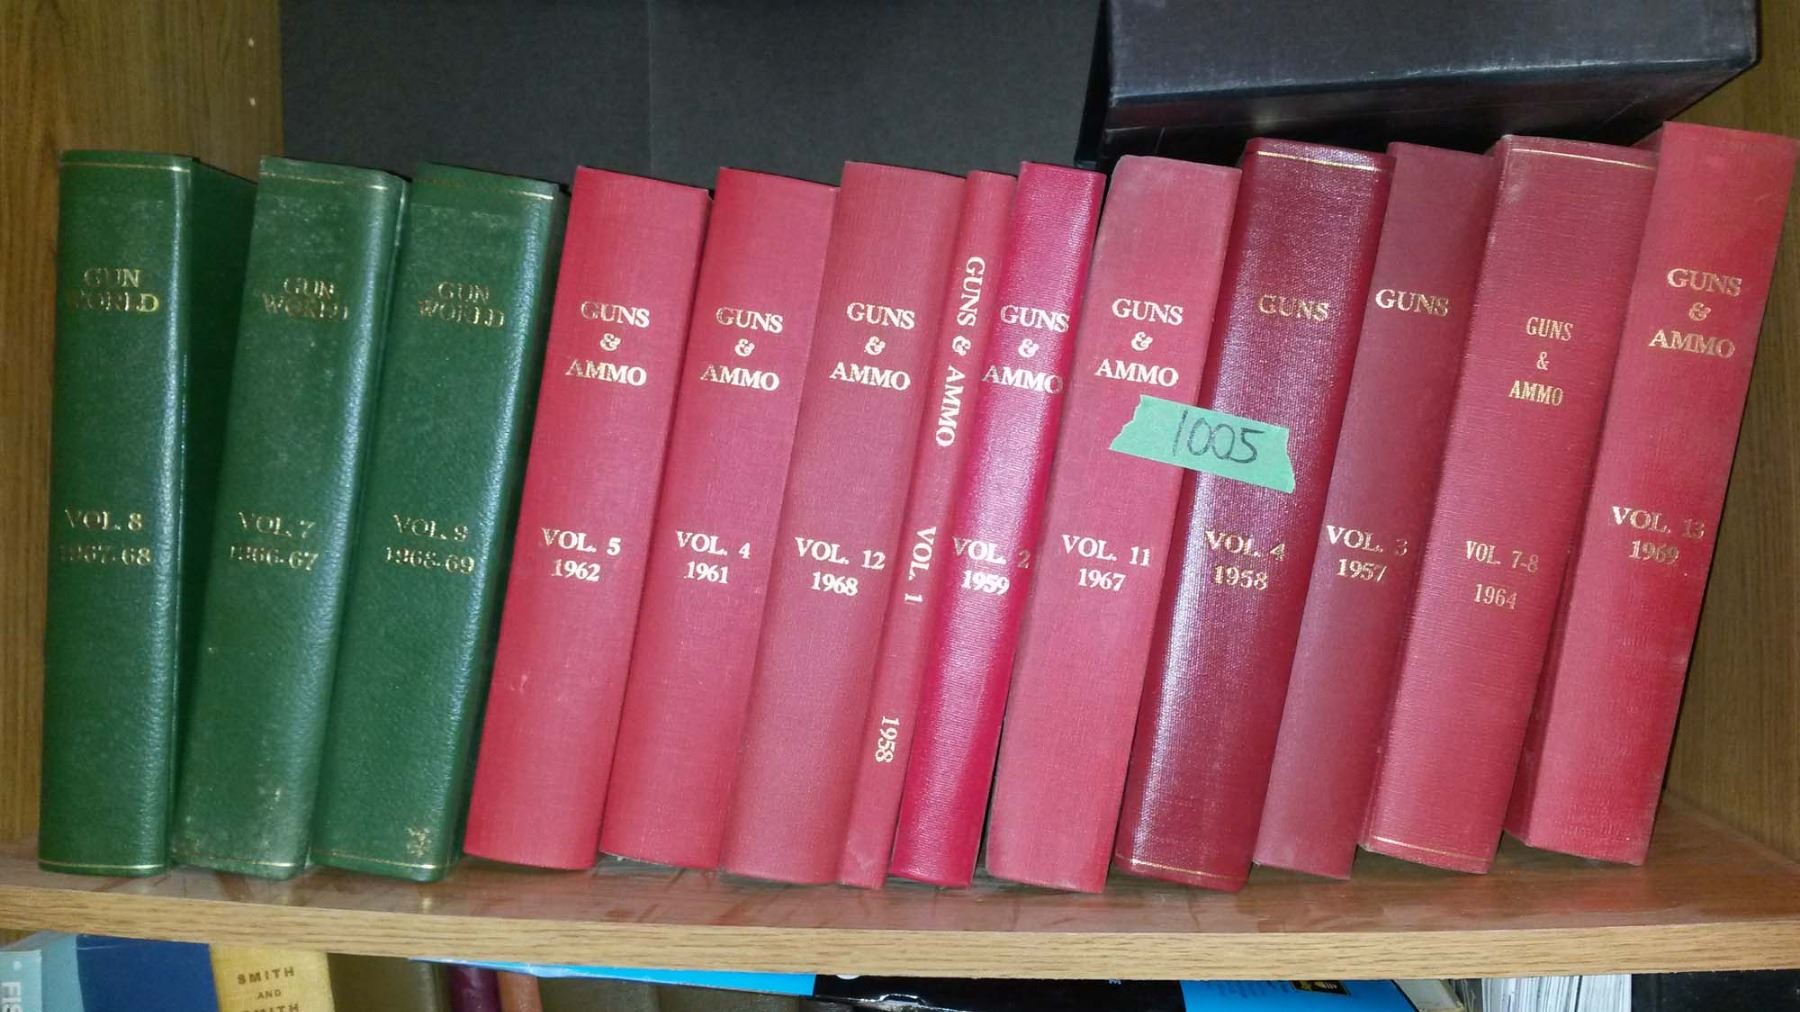 GUN
WORLD
VOL. 8
1967-68
GUN
WORLD
VOL. 7
1966-67
GUN
WORLD
VOL. 9
1968-69
GUNS
&
AMMO
VOL. 5
1962
GUNS
&
AMMO
VOL. 4
1961
GUNS
&
AMMO
VOL. 12
1968
GUNS & AMMO
VOL. 1
1958
GUNS
&
AMMO
VOL. 2
1959
GUNS
&
AMMO
VOL. 11
1967
1005
GUNS
VOL. 4
1958
GUNS
VOL. 3
1957
GUNS
&
AMMO
VOL. 7-8
1964
GUNS
&
AMMO
VOL. 13
1969
SMITH
AND